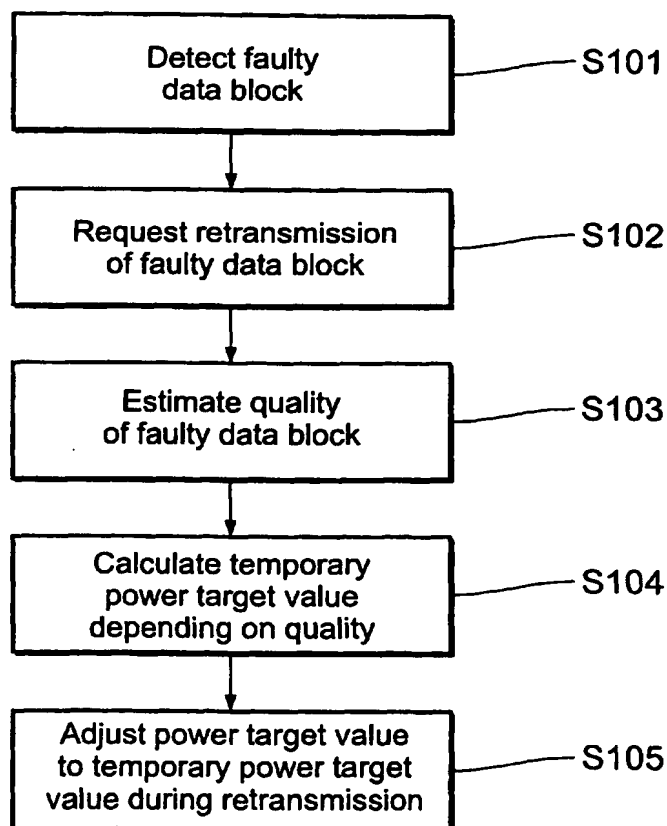 Detect faulty
data block
S101
Request retransmission
of faulty data block
S102
Estimate quality
of faulty data block
S103
Calculate temporary
power target value
depending on quality
S104
Adjust power target value
to temporary power target
value during retransmission
S105